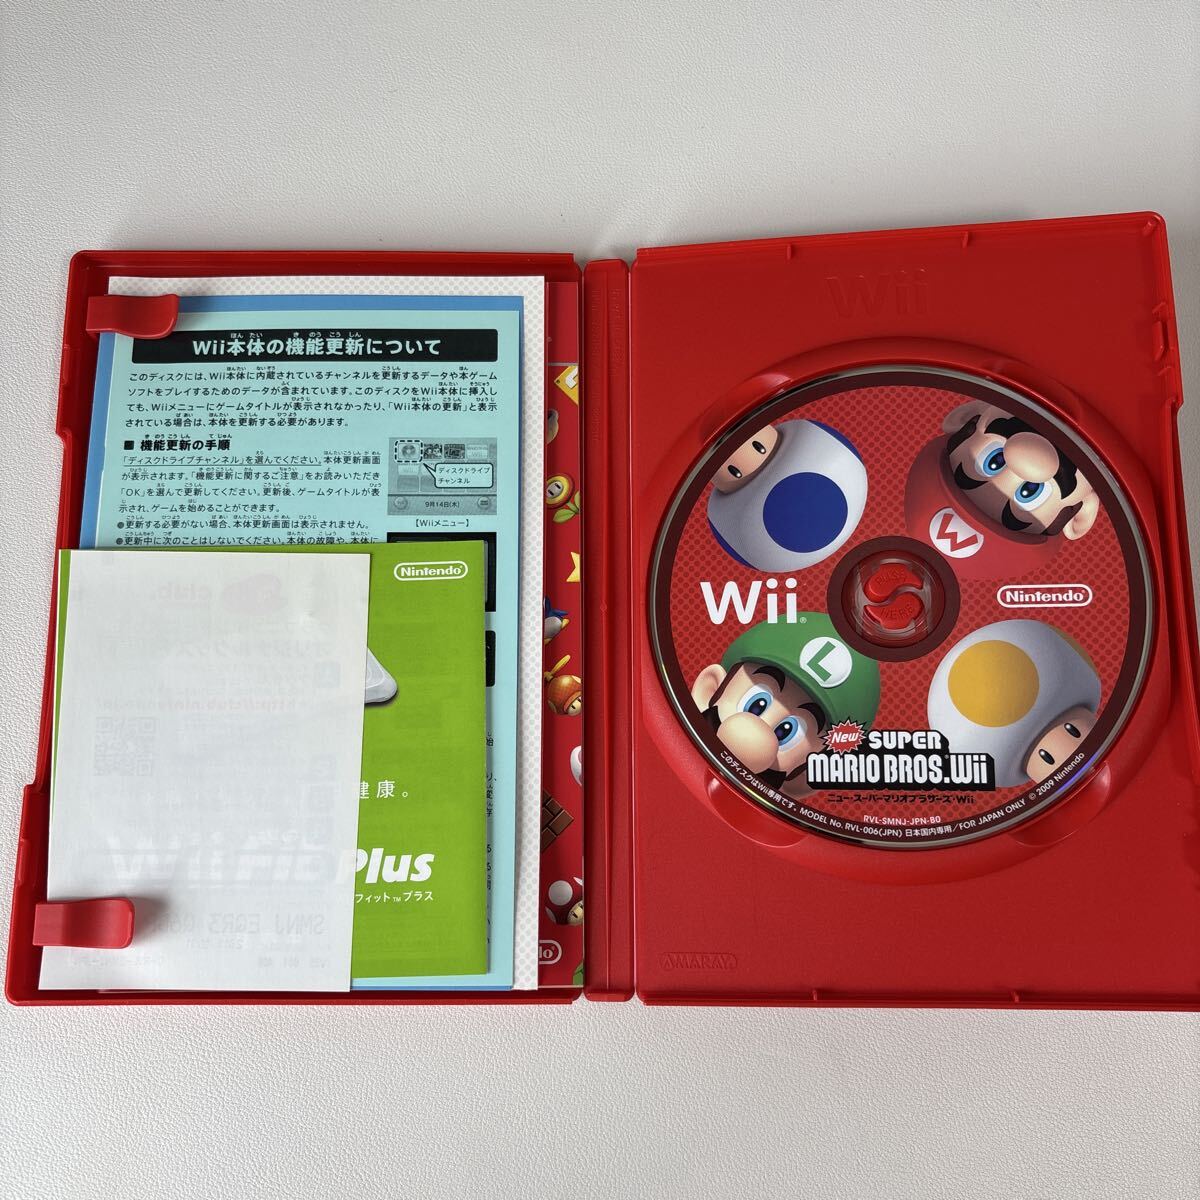 Wii本体の機能更新について
このディスクには、Wii本体に内蔵されているチャンネルを更新するデータや本ゲーム
ソフトをプレイするためのデータが含まれています。このディスクをWii本体に挿入し
ても、Wiiメニューにゲームタイトルが表示されなかったり、「Wii本体の更新」と表示
されている場合は、本体を更新する必要があります。
■ 機能更新の手順
「ディスクドライブチャンネル」を選んでください。本体更新画面
が表示されます。「機能更新に関するご注意」をお読みいただき
「OK」を選んで更新してください。更新後、ゲームタイトルが表
示され、ゲームを始めることができます。
●更新する必要がない場合、本体更新画面は表示されません。
●更新中に次のことはしないでください。本体の故障や、本体に
ディスクドライブ
チャンネル
9月14日(木)
【Wiiメニュー】
Nintendo
健康。
Plus
フィット™プラス
Wii
AMARAY
Wii
Nintendo
PUSH
HERE
New SUPER
MARIO BROS.Wii
ニュー・スーパーマリオブラザーズ・Wii
RVL-SMNJ-JPN-B0
このディスクはWii専用です。MODEL No. RVL-006(JPN) 日本国内専用/FOR JAPAN ONLY © 2009 Nintendo